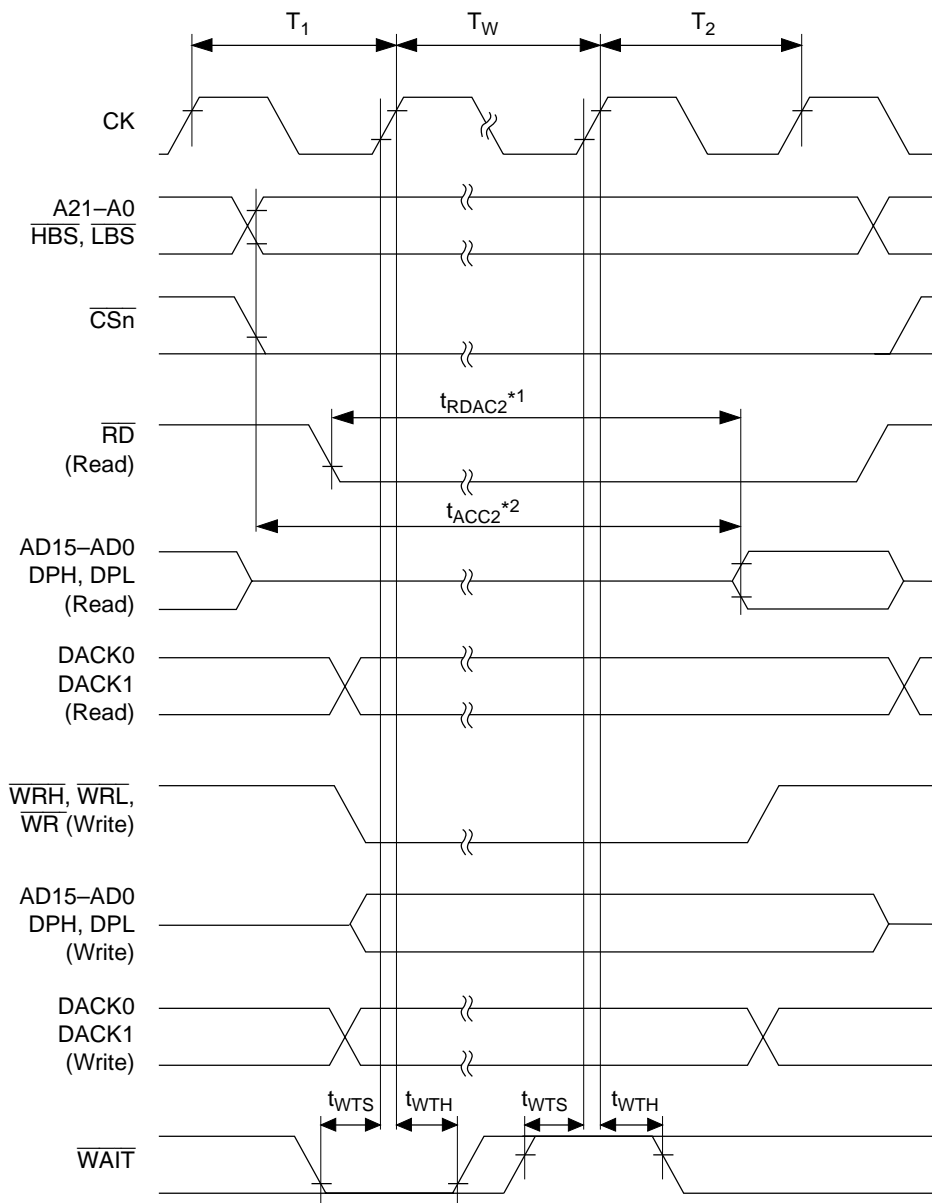 T1 TW T2
CK
A21–A0
HBS, LBS
CSn
tRDAC2*1
RD
(Read)
tACC2*2
AD15–AD0
DPH, DPL
(Read)
DACK0
DACK1
(Read)
WRH, WRL,
WR (Write)
AD15–AD0
DPH, DPL
(Write)
DACK0
DACK1
(Write)
tWTS tWTH tWTS tWTH
WAIT